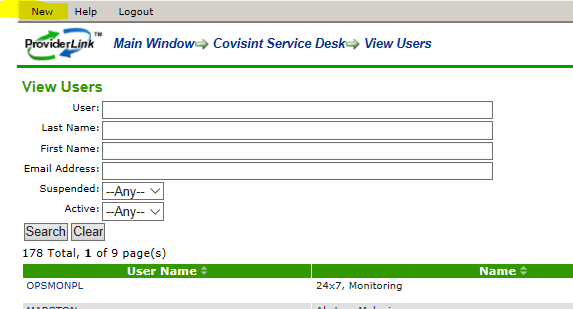 New Help Logout
ProviderLink™ Main Window Covisint Service Desk View Users
View Users
User:
Last Name:
First Name:
Email Address:
Suspended: --Any--
Active: --Any--
Search Clear
178 Total, 1 of 9 page(s)
User Name Name
OPSMONPL 24x7, Monitoring